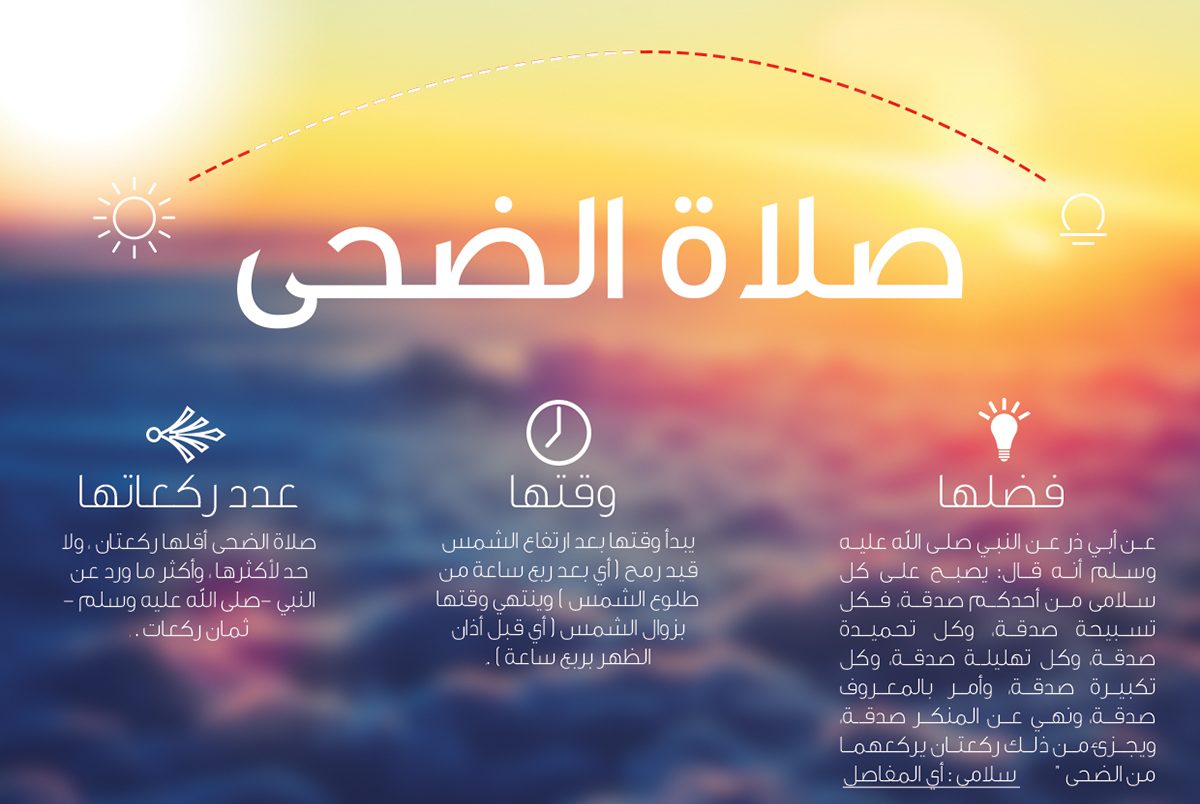 صلاة الضحى
فضلها
عن أبي ذر عن النبي صلى الله عليه
وسلم أنه قال: يصبح على كل
سلامى من أحدكم صدقة، فكل
تسبيحة صدقة، وكل تحميدة
صدقة، وكل تهليلة صدقة، وكل
تكبيرة صدقة، وأمر بالمعروف
صدقة، ونهي عن المنكر صدقة،
ويجزئ من ذلك ركعتان يركعهما
من الضحى " سلامى : أي المفاصل
وقتها
يبدأ وقتها بعد ارتفاع الشمس
قيد رمح ( أي بعد ربع ساعة من
طلوع الشمس ) وينتهي وقتها
بزوال الشمس ( أي قبل أذان
الظهر بربع ساعة ) .
عدد ركعاتها
صلاة الضحى أقلها ركعتان ، ولا
حد لأكثرها ، وأكثر ما ورد عن
النبي -صلى الله عليه وسلم -
ثمان ركعات . .